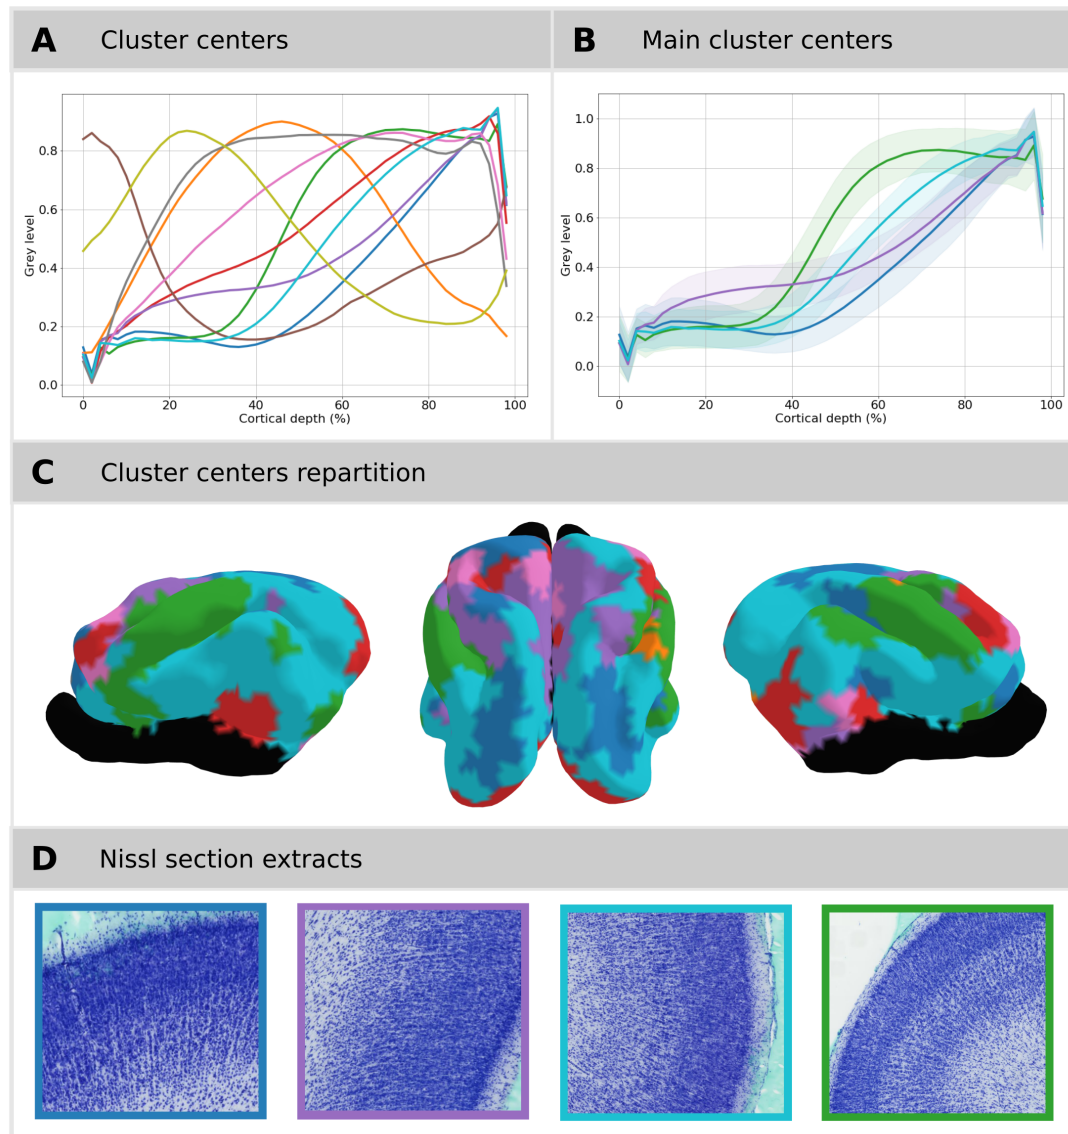 A Cluster centers
B Main cluster centers
Grey level
0.8
0.6
0.4
0.2
0.0
0 20 40 60 80 100
Cortical depth (%)
Grey level
1.0
0.8
0.6
0.4
0.2
0.0
0 20 40 60 80 100
Cortical depth (%)
C Cluster centers repartition
D Nissl section extracts